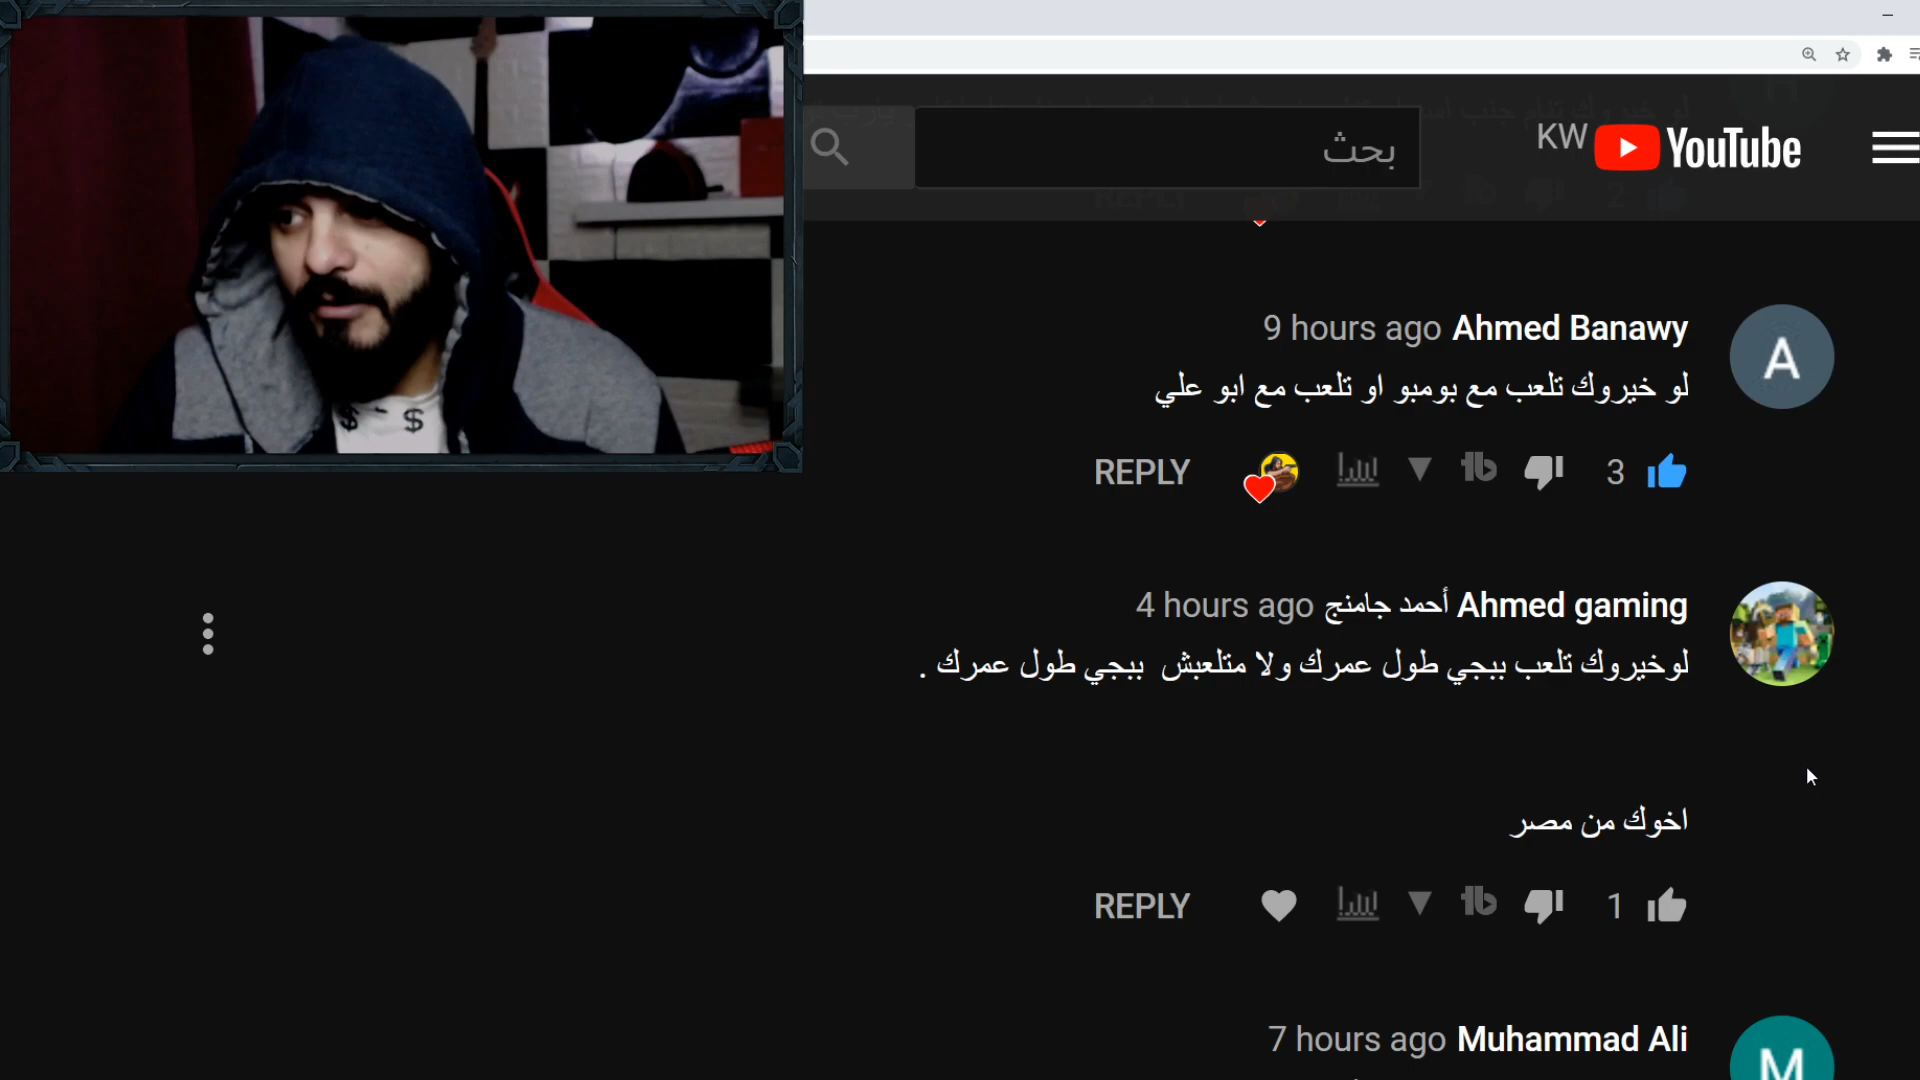 KW YouTube
بحث
REPLY 2
Ahmed Banawy 9 hours ago
A
لو خيروك تلعب مع بومبو او تلعب مع ابو علي
REPLY 3
Ahmed gaming أحمد جامنج 4 hours ago
لوخيروك تلعب ببجي طول عمرك ولا متلعبش ببجي طول عمرك .
اخوك من مصر
REPLY 1
Muhammad Ali 7 hours ago
M
$ - $